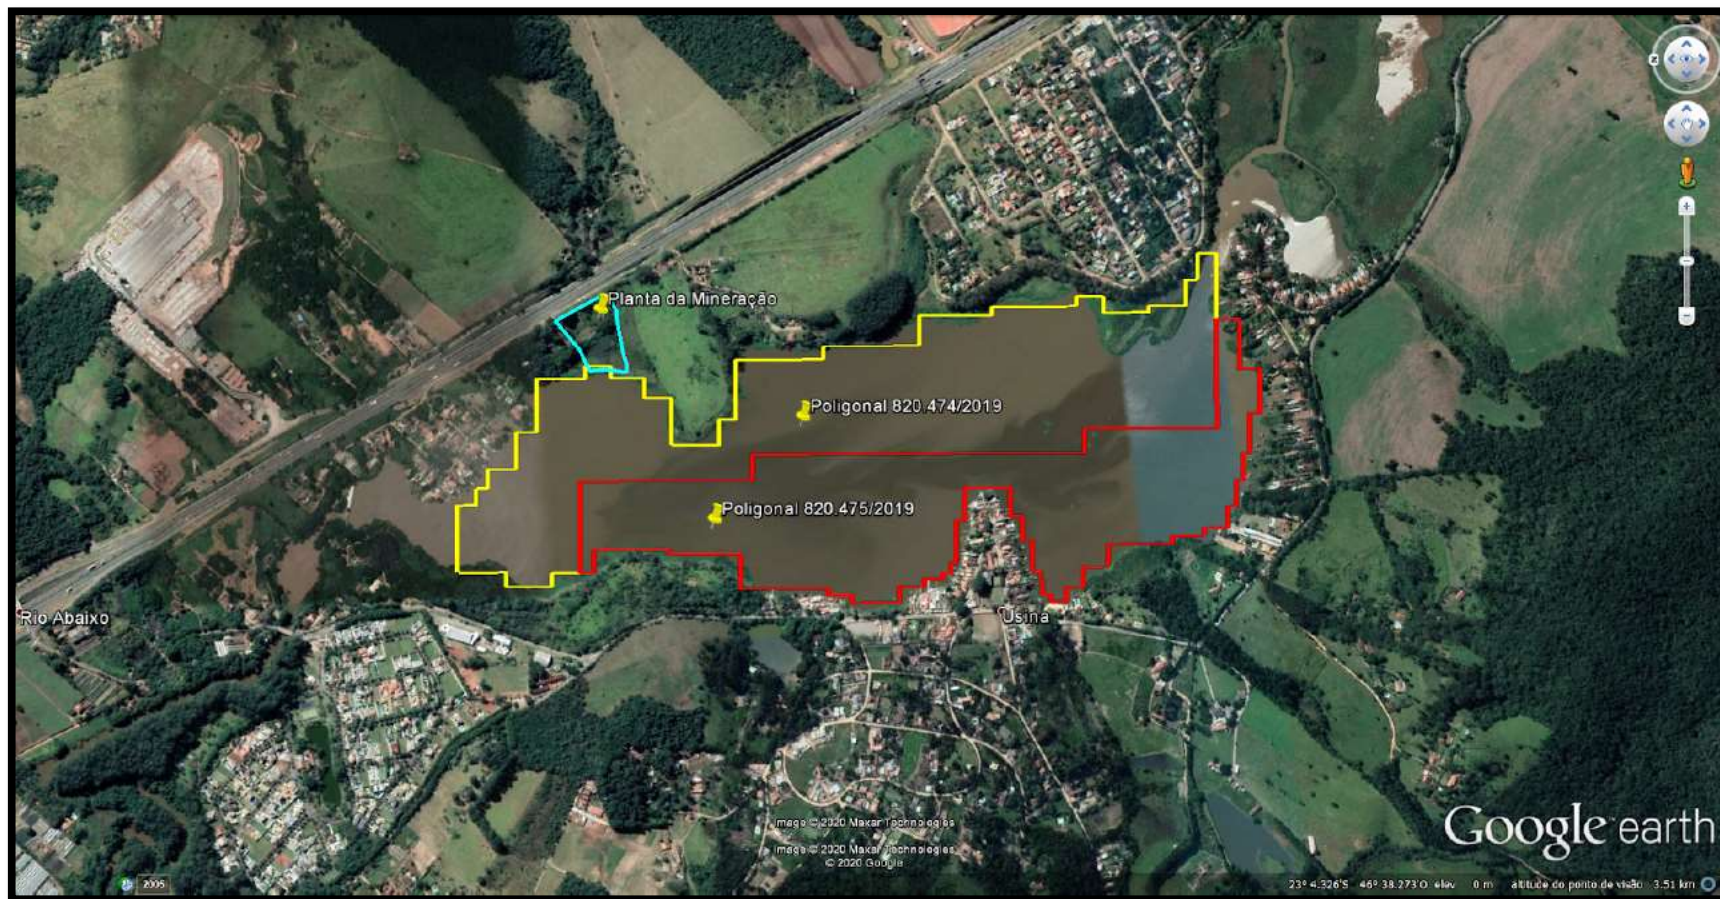 Planta da Mineração
Poligonal 820.474/2019
Poligonal 820.475/2019
Rio Abaixo
Usina
Image © 2020 Maxar Technologies
Image © 2020 Maxar Technologies
© 2020 Google
Google earth
2005
23° 4.326'S 46° 38.273'O elev 0 m altitude do ponto de visão 3.51 km